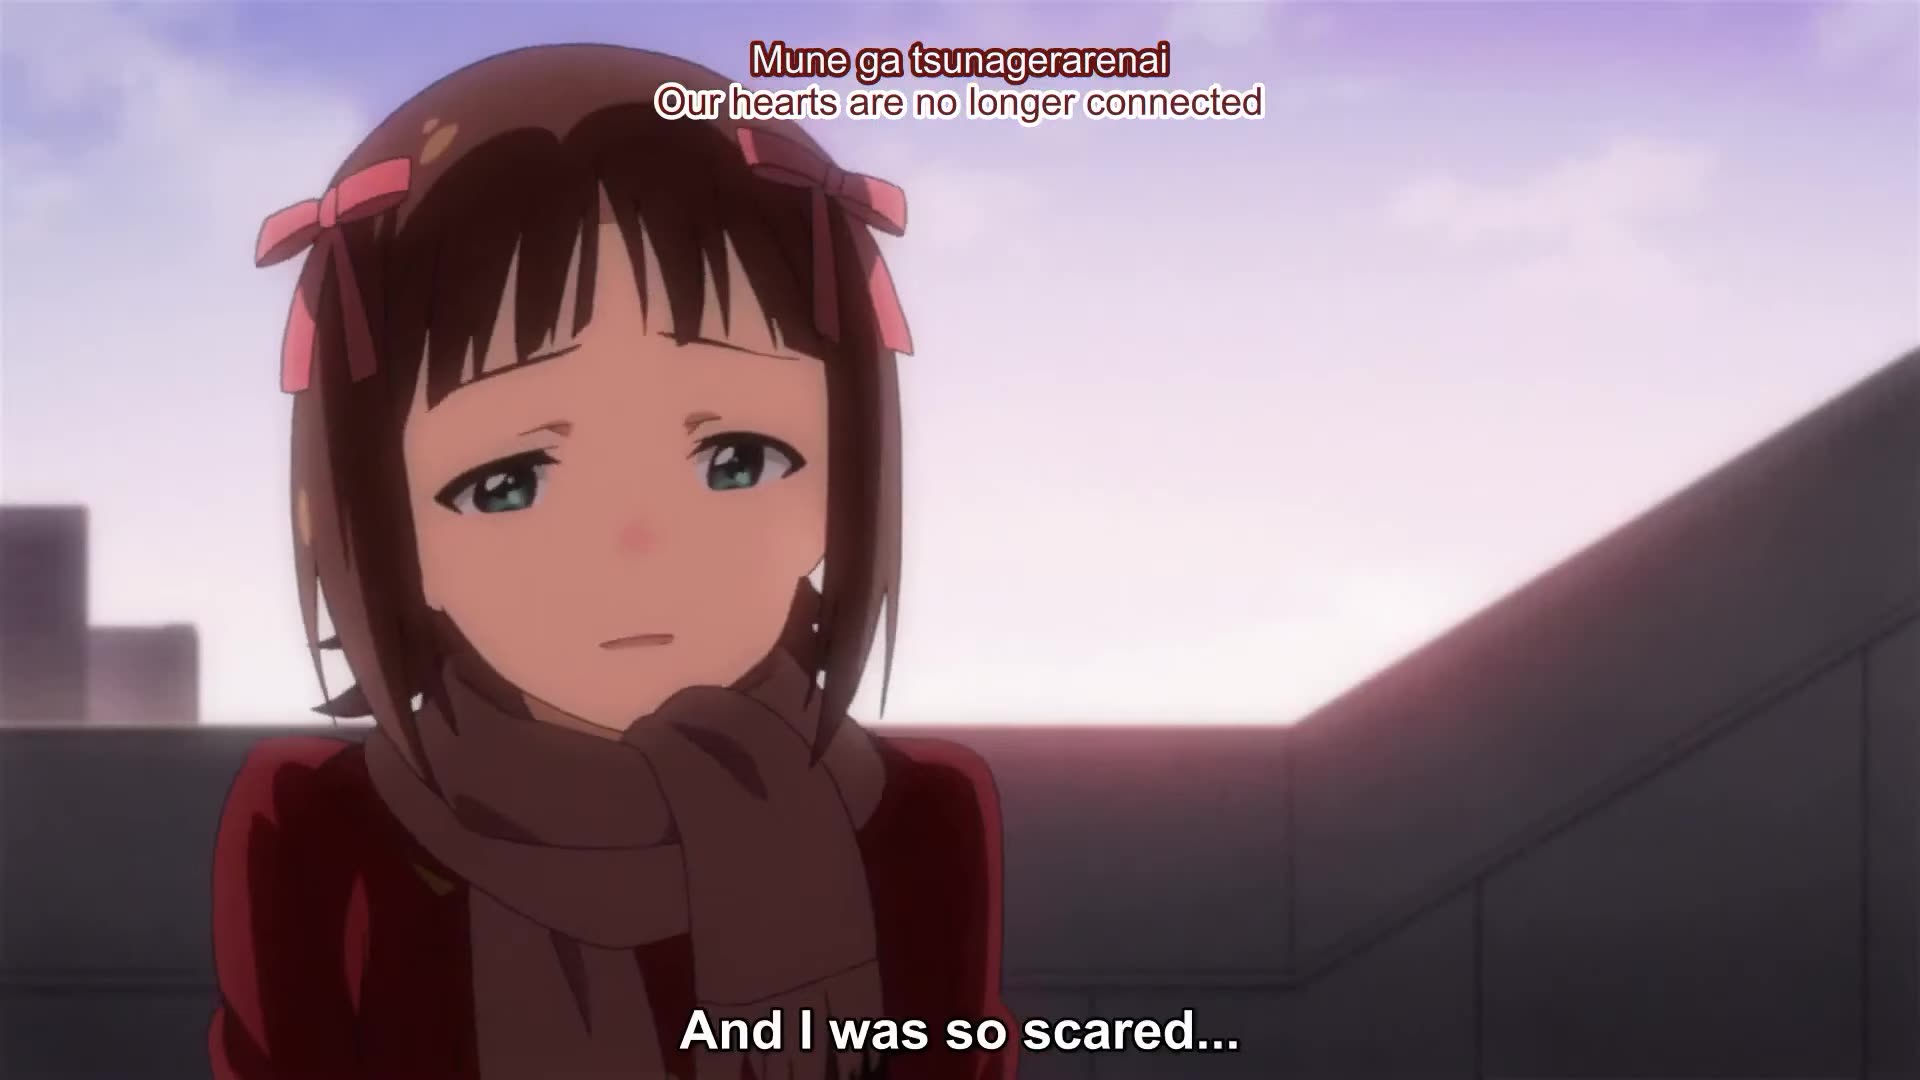 Mune ga tsunagerarenai
Our hearts are no longer connected
And I was so scared...